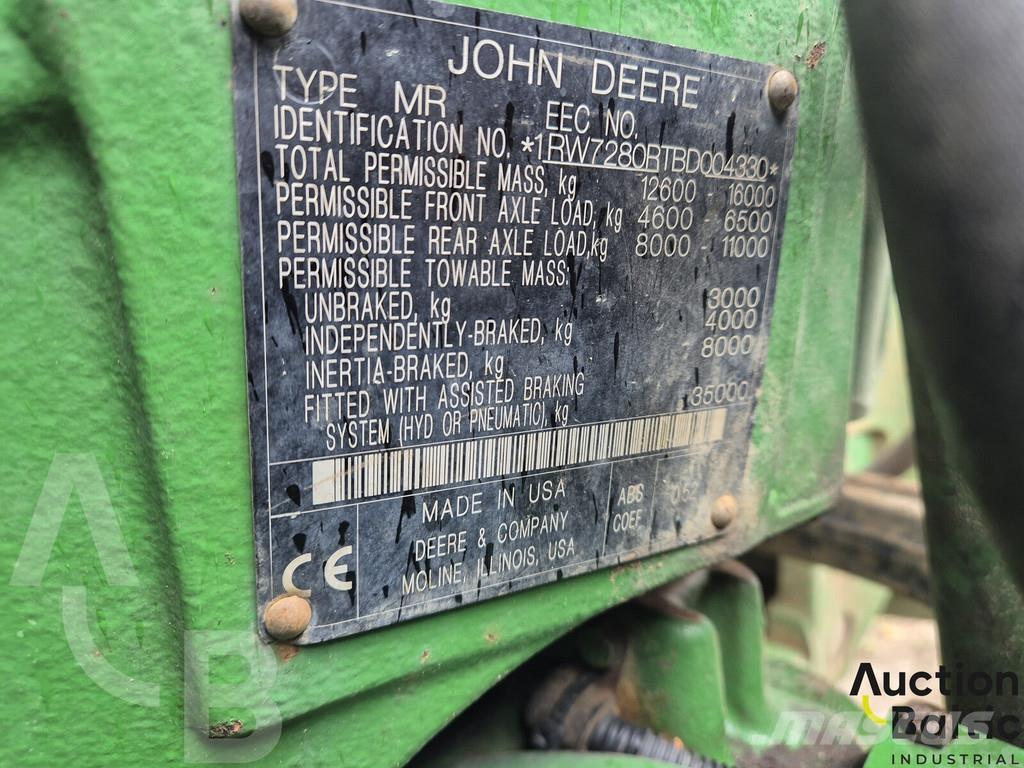 JOHN DEERE
TYPE MR EEC NO.
IDENTIFICATION NO. *1RW7280RTBD004330*
TOTAL PERMISSIBLE MASS, kg 12600 - 16000
PERMISSIBLE FRONT AXLE LOAD, kg 4600 - 6500
PERMISSIBLE REAR AXLE LOAD,kg 8000 - 11000
PERMISSIBLE TOWABLE MASS:
UNBRAKED, kg 3000
INDEPENDENTLY-BRAKED, kg 4000
INERTIA-BRAKED, kg 8000
FITTED WITH ASSISTED BRAKING 35000
SYSTEM (HYD OR PNEUMATIC), kg
MADE IN USA
DEERE & COMPANY
MOLINE, ILLINOIS, USA
ABS
COEF
CE
AB
Auction
Baltic
INDUSTRIAL
MASCUS